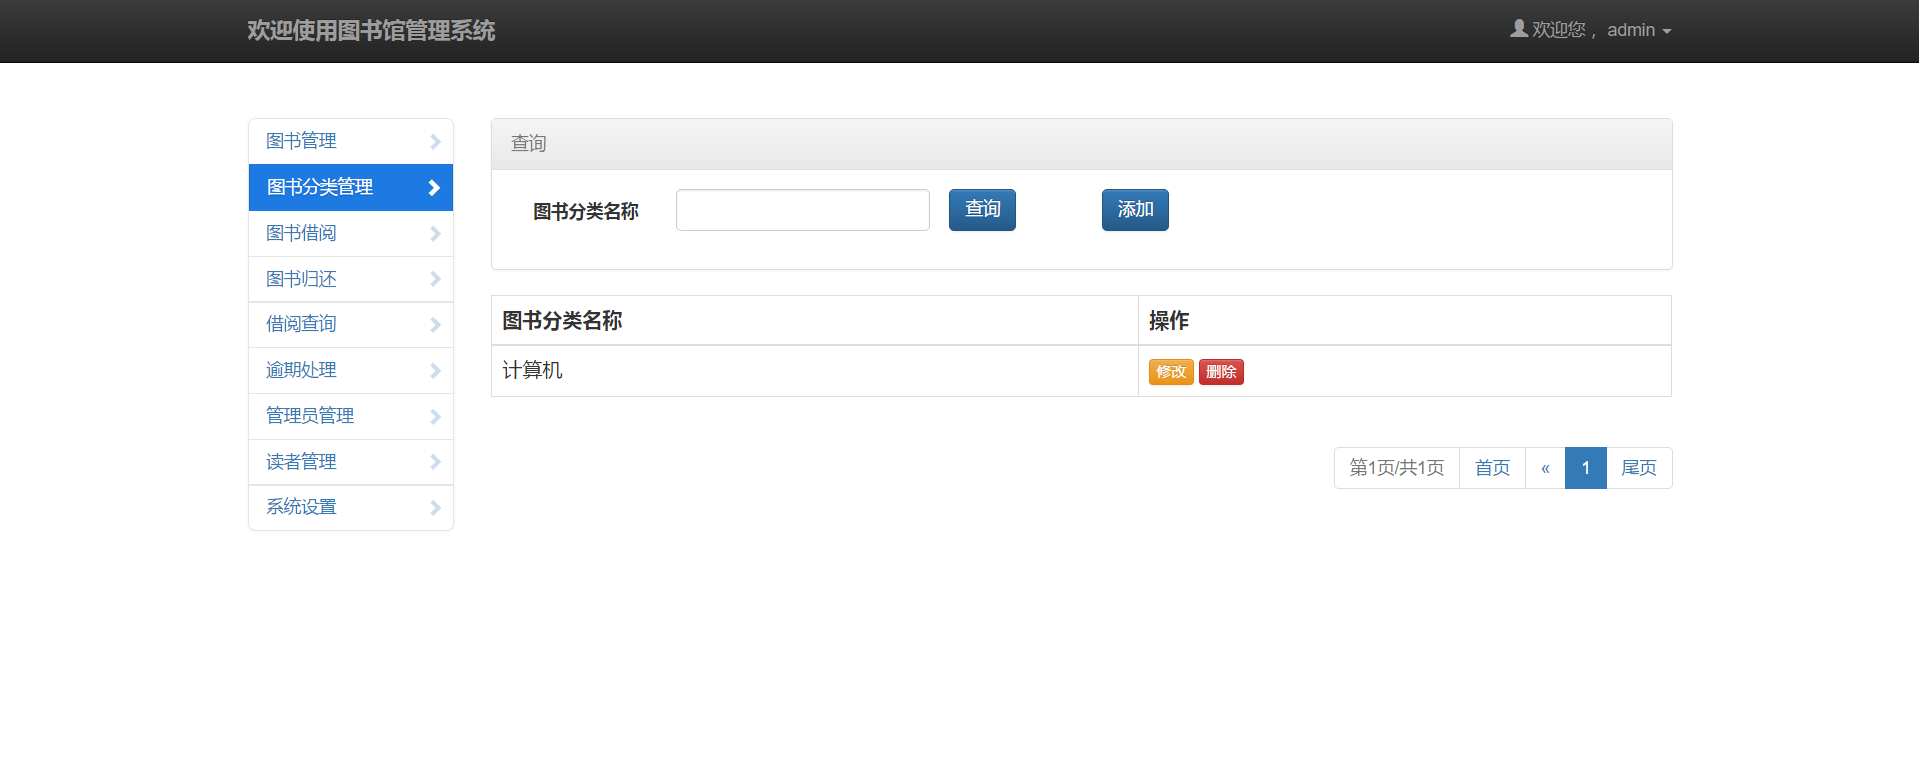 欢迎使用图书馆管理系统
欢迎您，admin
图书管理
图书分类管理
图书借阅
图书归还
借阅查询
逾期处理
管理员管理
读者管理
系统设置
查询
图书分类名称 查询 添加
图书分类名称 操作
计算机 修改 删除
第1页/共1页 首页 « 1 尾页